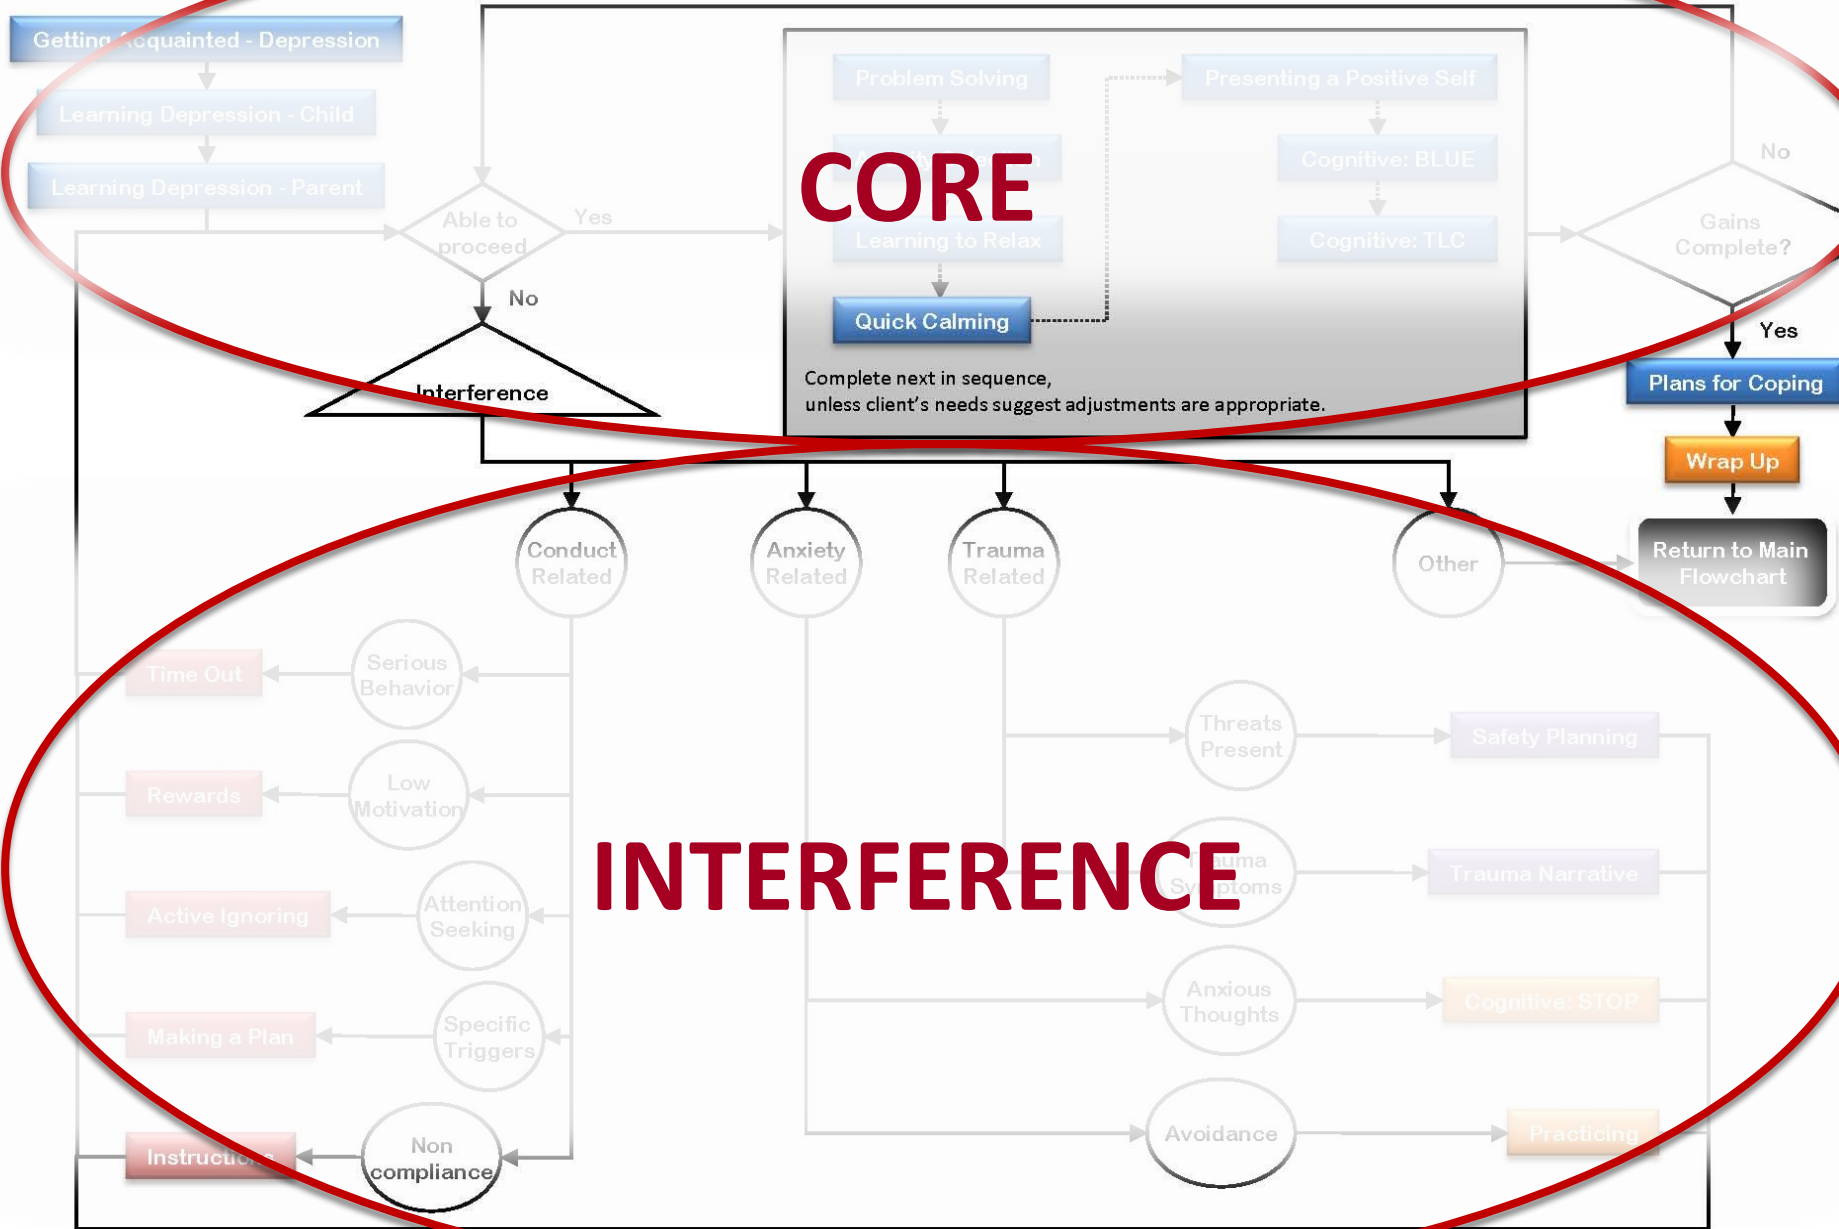 Getting Acquainted - Depression
Learning Depression - Child
Learning Depression - Parent
Able to
proceed
Yes
No
Interference
Problem Solving
Learning to Relax
Quick Calming
Presenting a Positive Self
Cognitive: BLUE
Cognitive: TLC
CORE
Complete next in sequence,
unless client's needs suggest adjustments are appropriate.
No
Gains
Complete?
Yes
Plans for Coping
Wrap Up
Return to Main
Flowchart
Conduct
Related
Anxiety
Related
Trauma
Related
Other
Time Out
Serious
Behavior
Rewards
Low
Motivation
Active Ignoring
Attention
Seeking
Making a Plan
Specific
Triggers
Instructions
Non
compliance
INTERFERENCE
Threats
Present
Safety Planning
Trauma
Symptoms
Trauma Narrative
Anxious
Thoughts
Cognitive: STOP
Avoidance
Practicing